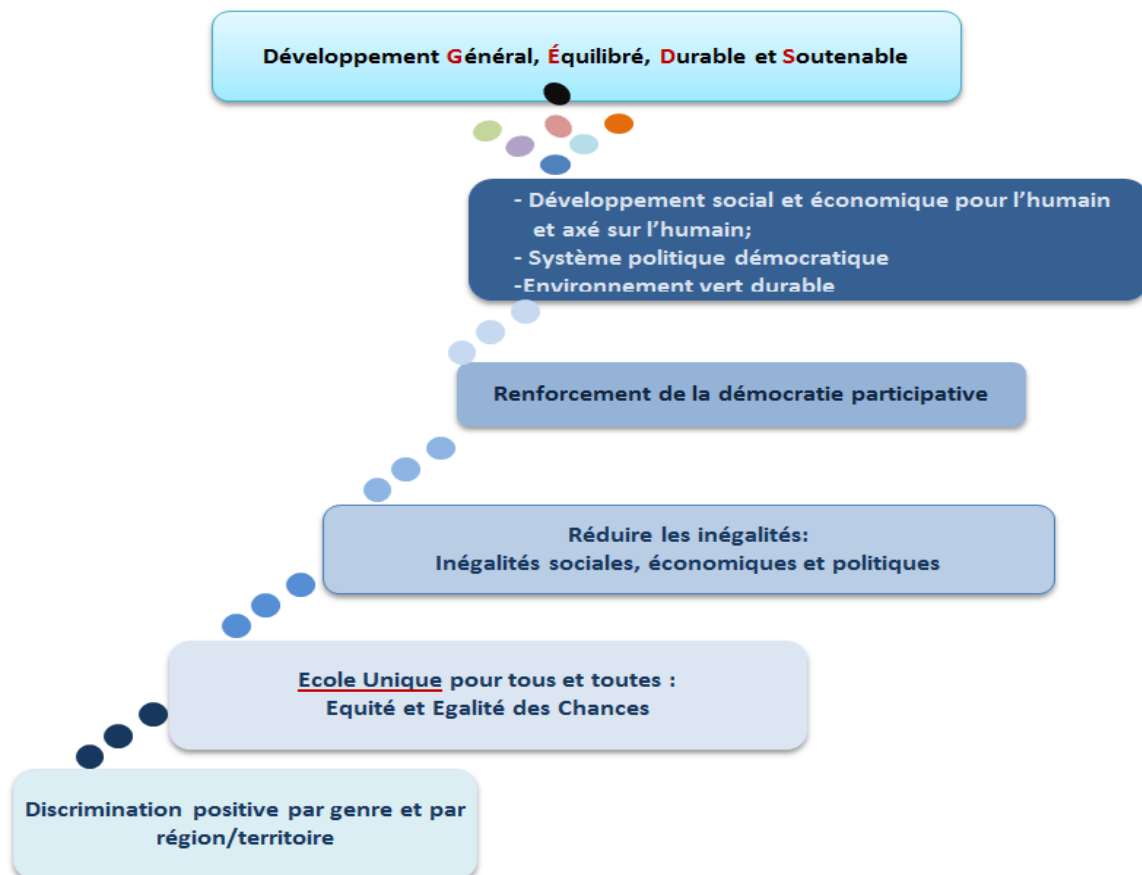 Développement Général, Équilibré, Durable et Soutenable
- Développement social et économique pour l’humain
et axé sur l’humain;
- Système politique démocratique
-Environnement vert durable
Renforcement de la démocratie participative
Réduire les inégalités:
Inégalités sociales, économiques et politiques
Ecole Unique pour tous et toutes :
Equité et Egalité des Chances
Discrimination positive par genre et par
région/territoire